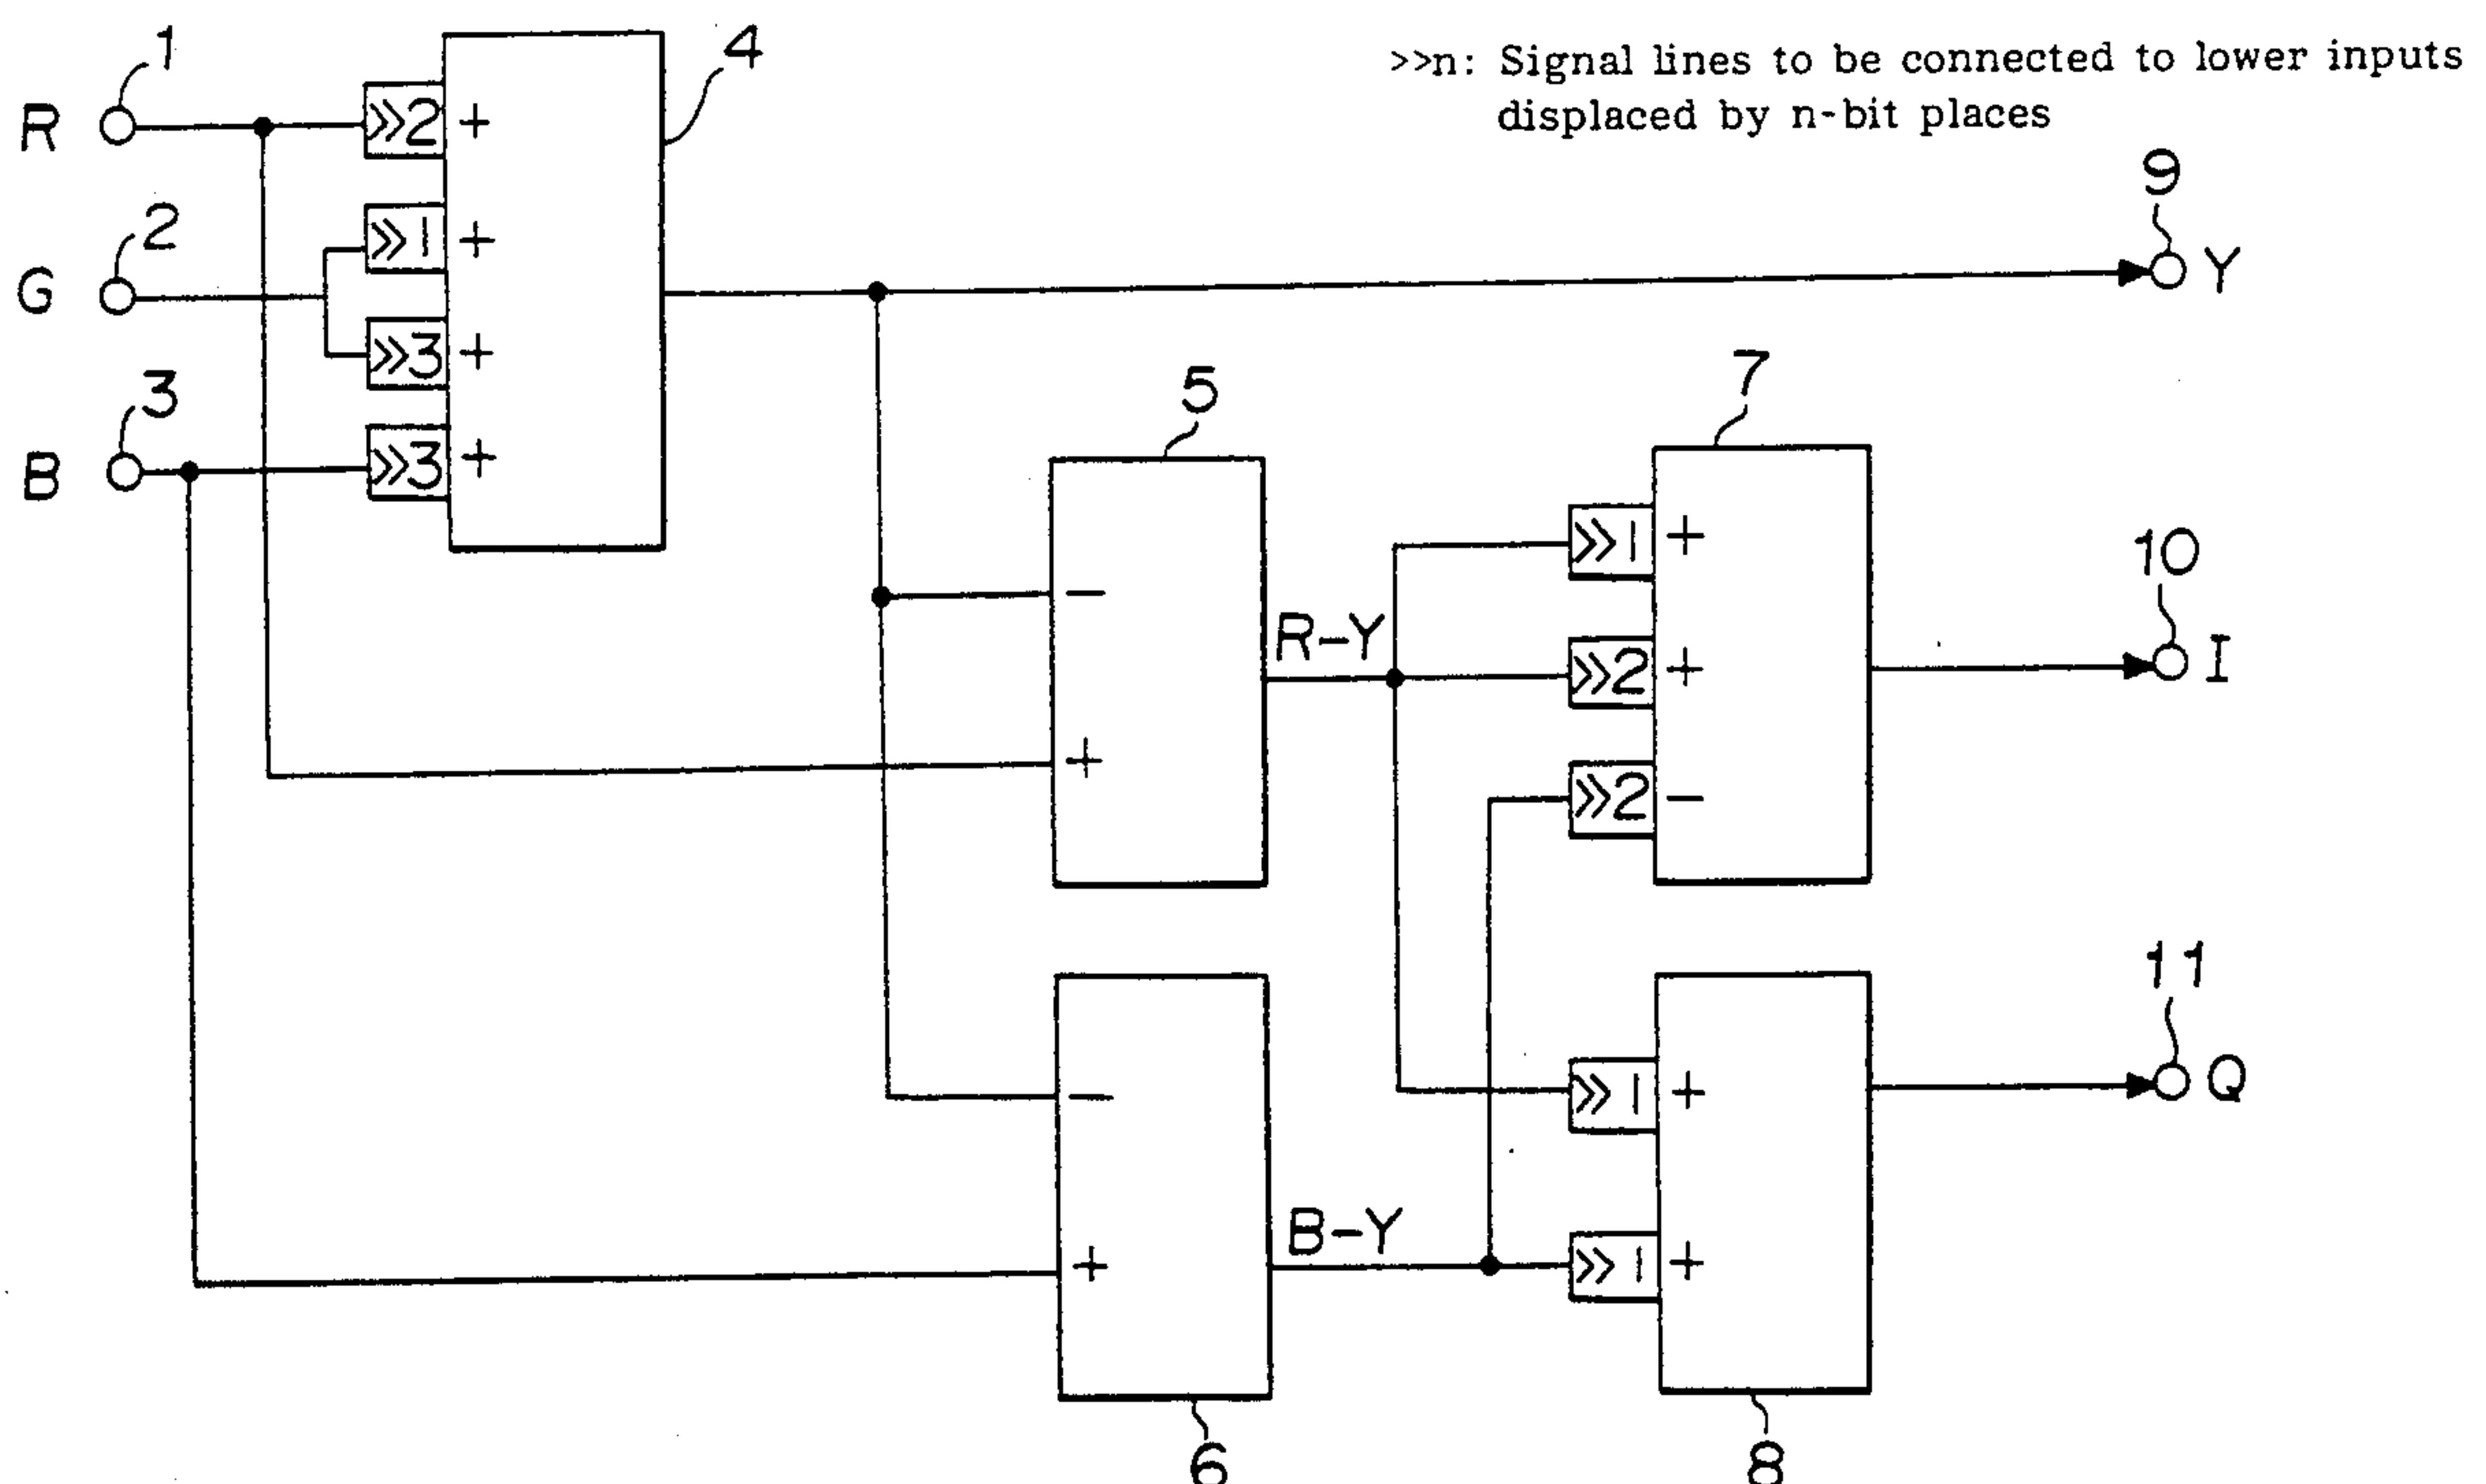 1
4
>>n: Signal lines to be connected to lower inputs
displaced by n-bit places
R
>>2 +
9
2
>>1 +
Y
G
>>3 +
3
B
>>3 +
5
7
>>1 +
−
10
R−Y
>>2 +
I
+
>>2 −
11
−
>>1 +
Q
B−Y
+
>>1 +
6
8